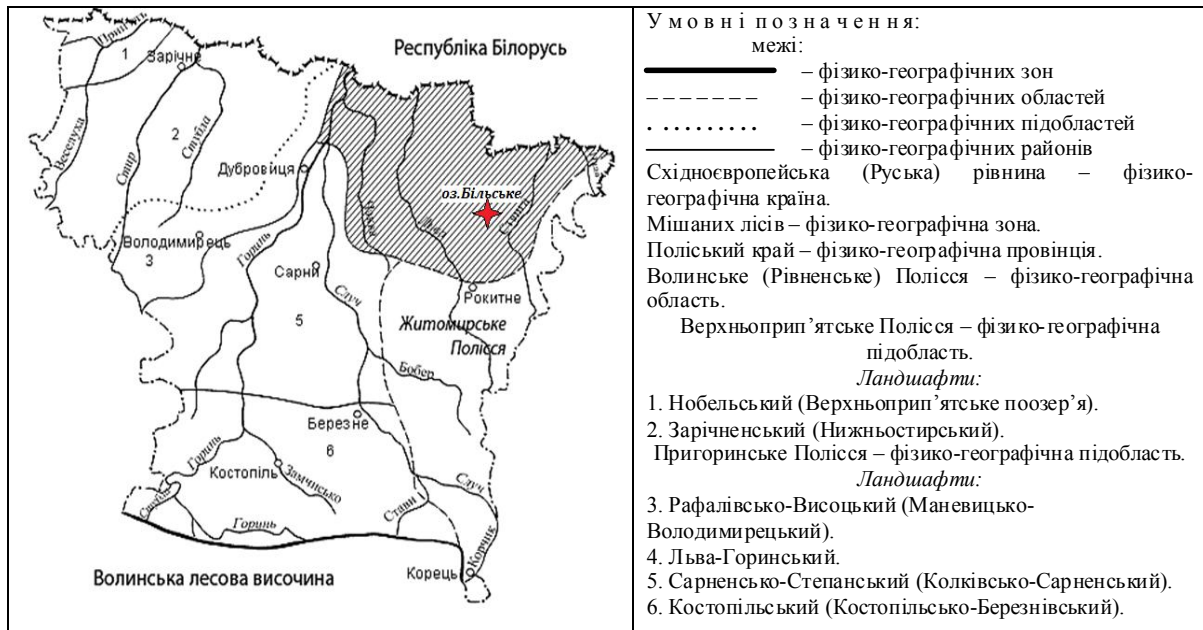 Прип'ять
1
Зарічне
Республіка Білорусь
Веселуха
2
Стир
Стубла
Дубровиця
оз.Більське
Чаква
Льва
Ствига
Володимирець
3
Горинь
Сарни
Случ
Рокитне
5
Житомирське
Полісся
Бобер
Березне
6
Горинь
Костопіль
Замчисько
Случ
Стави
Горинь
Корчик
Корець
Волинська лесова височина
Умовні позначення:
межі:
– фізико-географічних зон
– фізико-географічних областей
– фізико-географічних підобластей
– фізико-географічних районів
Східноєвропейська (Руська) рівнина – фізико-
географічна країна.
Мішаних лісів – фізико-географічна зона.
Поліський край – фізико-географічна провінція.
Волинське (Рівненське) Полісся – фізико-географічна
область.
Верхньоприп’ятське Полісся – фізико-географічна
підобласть.
Ландшафти:
1. Нобельський (Верхньоприп’ятське поозер’я).
2. Зарічненський (Нижньостирський).
Пригоринське Полісся – фізико-географічна підобласть.
Ландшафти:
3. Рафалівсько-Висоцький (Маневицько-
Володимирецький).
4. Льва-Горинський.
5. Сарненсько-Степанський (Колківсько-Сарненський).
6. Костопільський (Костопільсько-Березнівський).